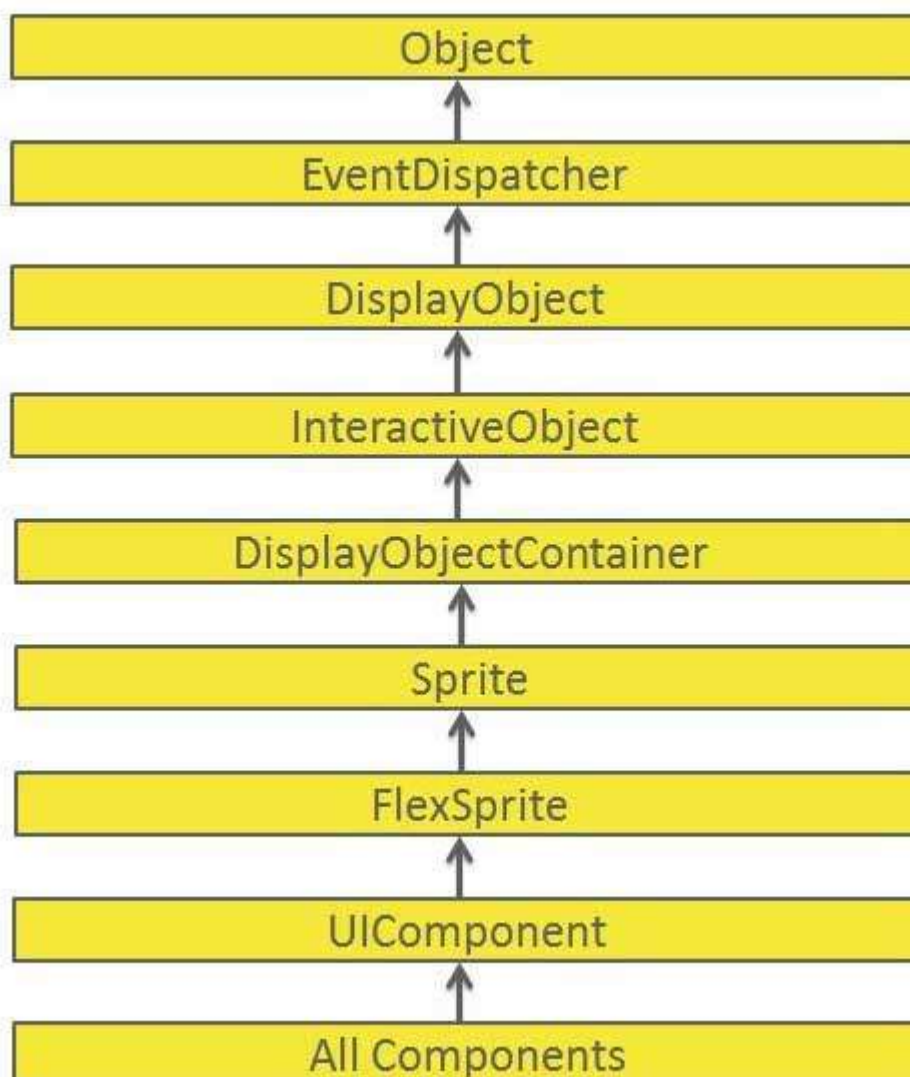 Object
EventDispatcher
DisplayObject
InteractiveObject
DisplayObjectContainer
Sprite
FlexSprite
UIComponent
All Components